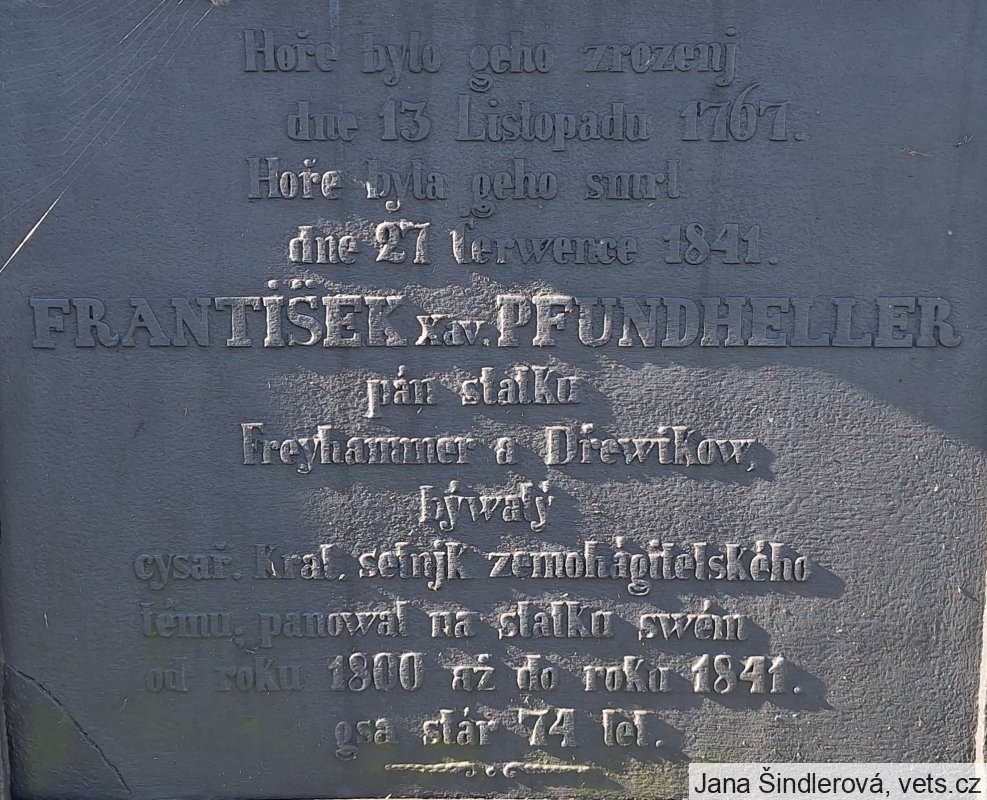 Hoře bylo geho zrozenj
dne 13 Listopadu 1767.
Hoře byla geho smrt
dne 27 Července 1841.
FRANTIŠEK Xav. PFUNDHELLER
pán statku
Freyhammer a Dřewikow,
býwalý
cysař. Kral. setnjk zemohágitelského
tému, panowal na statku swém
od roku 1800 až do roku 1841.
gsa stár 74 let.
Jana Šindlerová, vets.cz